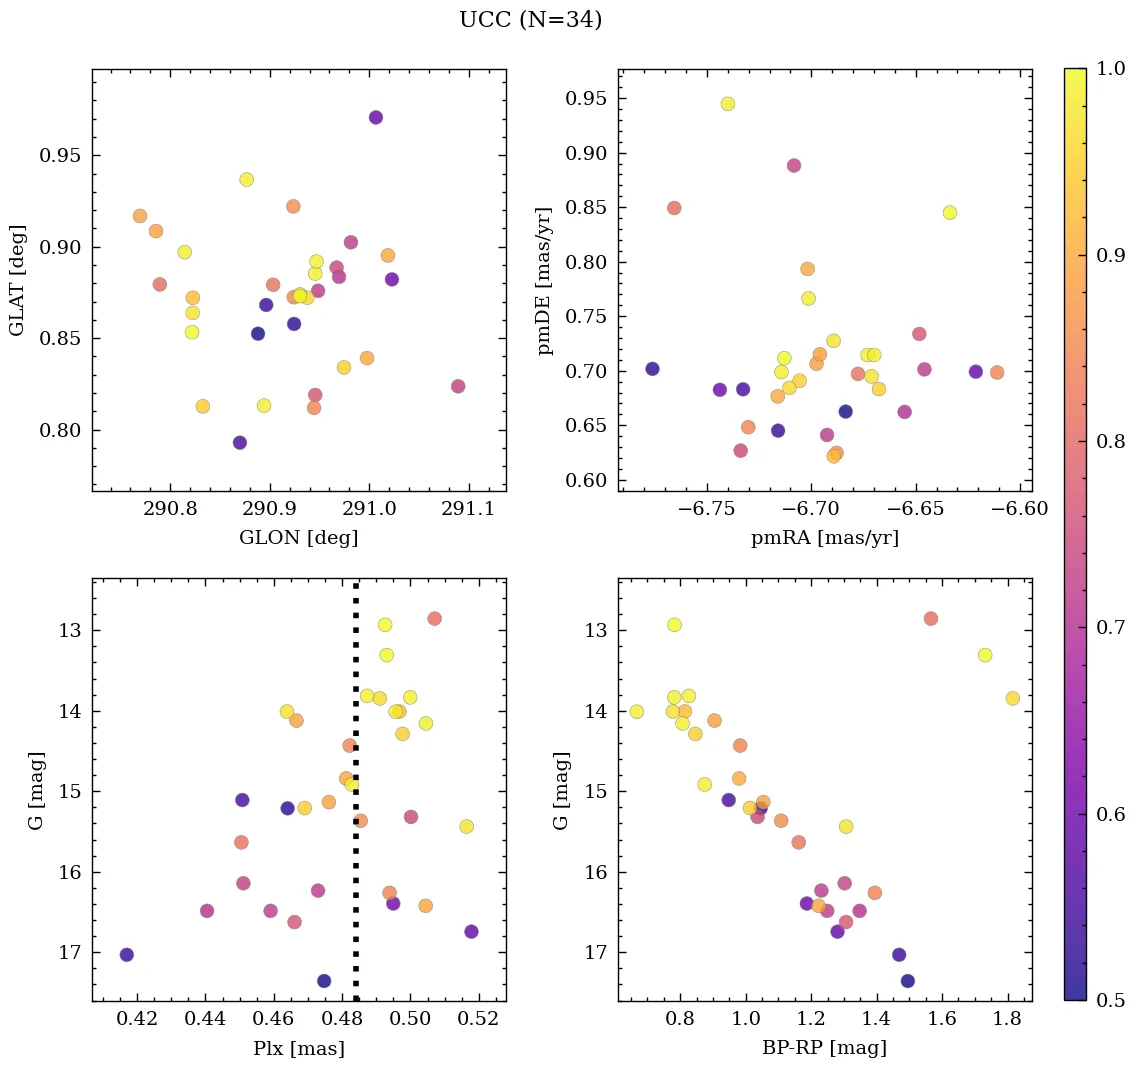 UCC (N=34)
0.95
0.90
0.85
0.80
GLAT [deg]
290.8 290.9 291.0 291.1
GLON [deg]
0.95
0.90
0.85
0.80
0.75
0.70
0.65
0.60
pmDE [mas/yr]
−6.75 −6.70 −6.65 −6.60
pmRA [mas/yr]
13
14
15
16
17
G [mag]
0.42 0.44 0.46 0.48 0.50 0.52
Plx [mas]
13
14
15
16
17
G [mag]
0.8 1.0 1.2 1.4 1.6 1.8
BP-RP [mag]
1.0
0.9
0.8
0.7
0.6
0.5